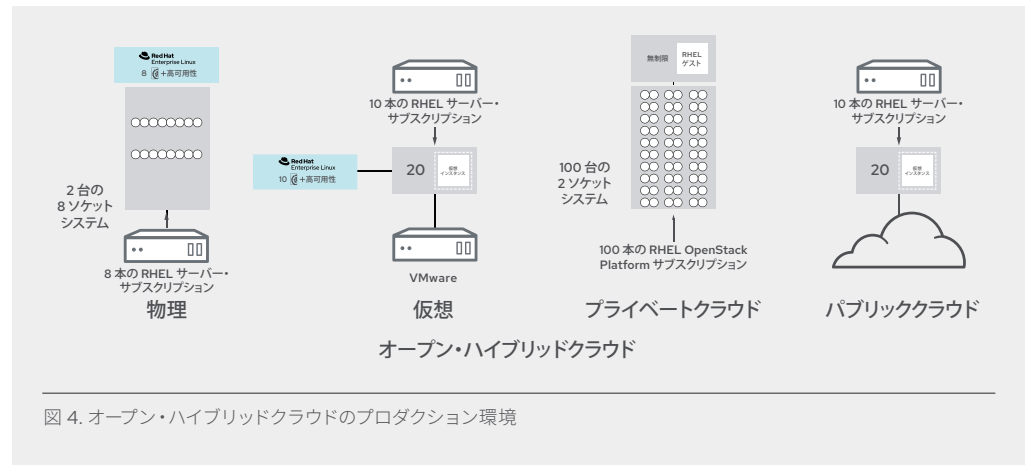 Red Hat
Enterprise Linux
8 +高可用性
2 台の
8 ソケット
システム
8 本の RHEL サーバー・
サブスクリプション
物理
10 本の RHEL サーバー・
サブスクリプション
Red Hat
Enterprise Linux
10 +高可用性
20
仮想
インスタンス
VMware
仮想
無制限
RHEL
ゲスト
100 台の
2 ソケット
システム
100 本の RHEL OpenStack
Platform サブスクリプション
プライベートクラウド
10 本の RHEL サーバー・
サブスクリプション
20
仮想
インスタンス
パブリッククラウド
オープン・ハイブリッドクラウド
図 4. オープン・ハイブリッドクラウドのプロダクション環境